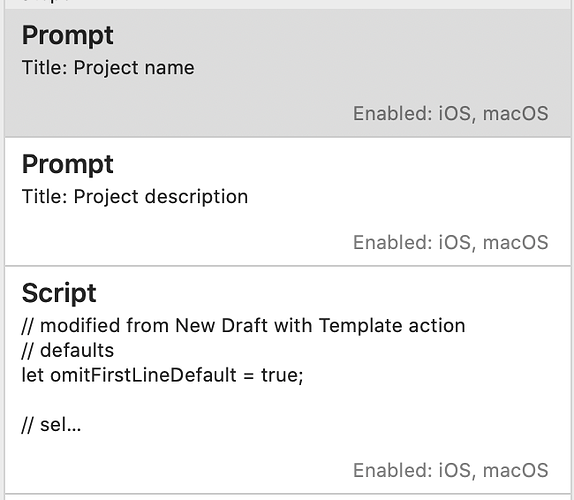 Prompt
Title: Project name
Enabled: iOS, macOS
Prompt
Title: Project description
Enabled: iOS, macOS
Script
// modified from New Draft with Template action
// defaults
let omitFirstLineDefault = true;
// sel...
Enabled: iOS, macOS